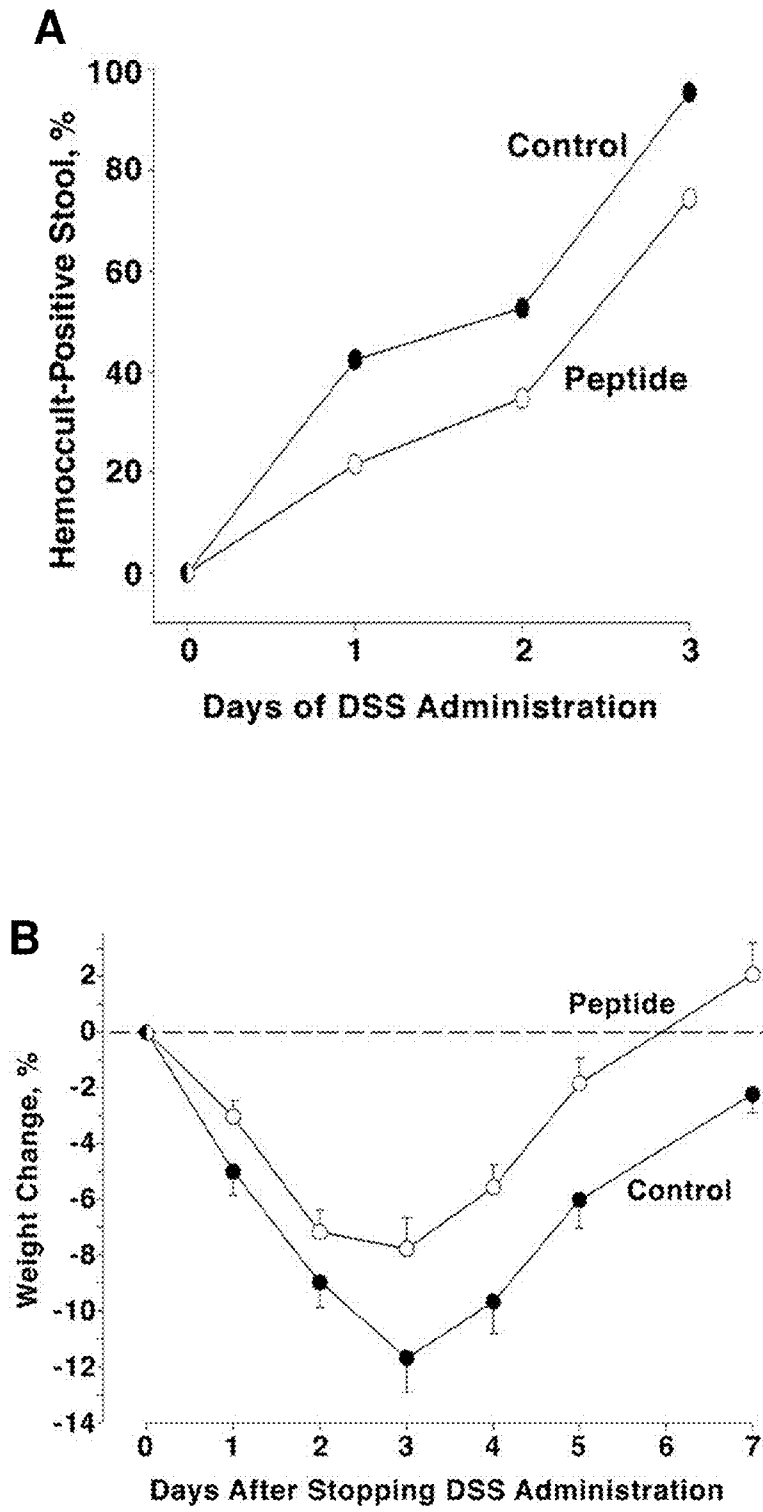 A
Hemoccult-Positive Stool, %
100
80
60
40
20
0
Control
Peptide
0 1 2 3
Days of DSS Administration
B
Weight Change, %
2
0
-2
-4
-6
-8
-10
-12
-14
Peptide
Control
0 1 2 3 4 5 6 7
Days After Stopping DSS Administration